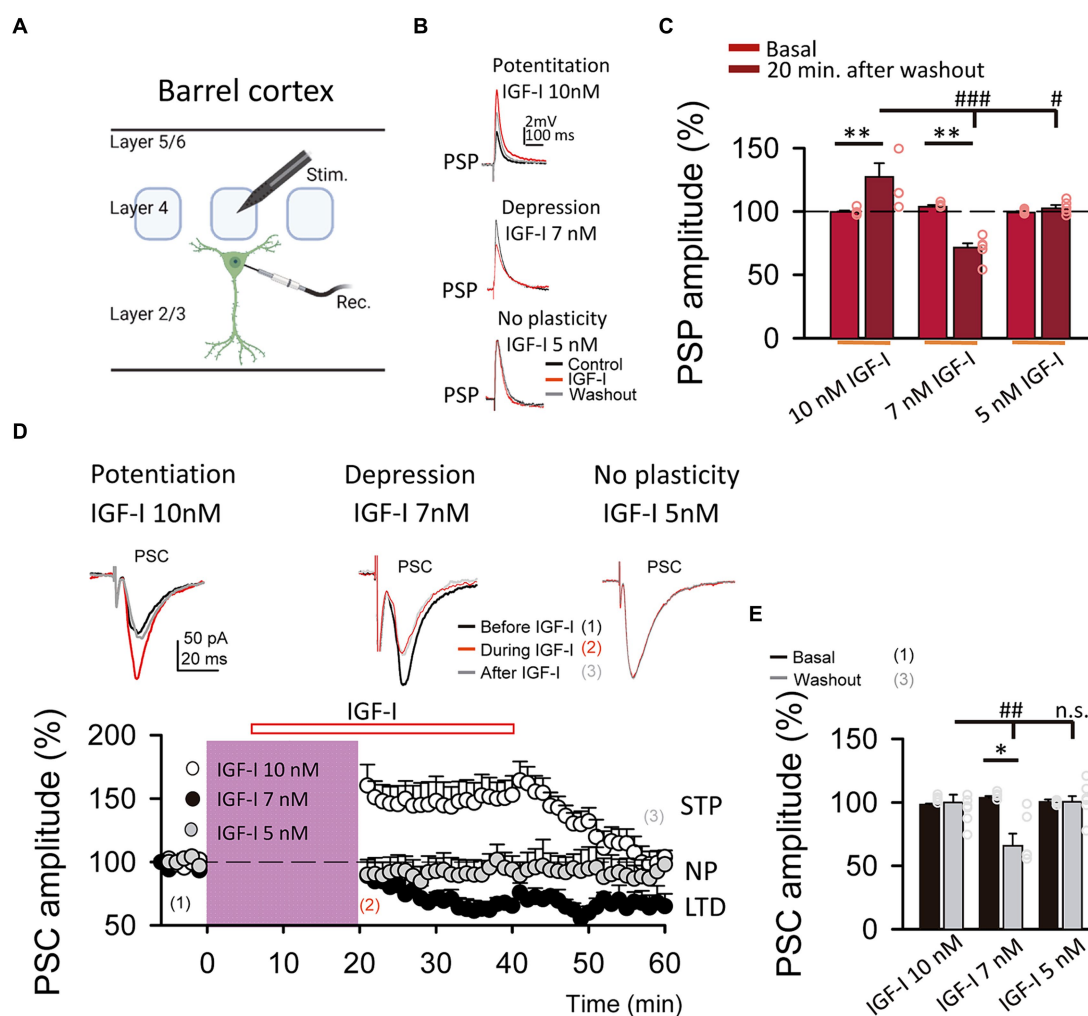 A
Barrel cortex
Layer 5/6
Stim.
Layer 4
Rec.
Layer 2/3
B
Potentitation
IGF-I 10nM
2mV
100 ms
PSP
Depression
IGF-I 7 nM
PSP
No plasticity
IGF-I 5 nM
Control
IGF-I
Washout
PSP
C
Basal
20 min. after washout
### #
** **
PSP amplitude (%)
150
100
50
0
10 nM IGF-I
7 nM IGF-I
5 nM IGF-I
D
Potentiation
IGF-I 10nM
PSC
50 pA
20 ms
Depression
IGF-I 7nM
PSC
Before IGF-I (1)
During IGF-I (2)
After IGF-I (3)
No plasticity
IGF-I 5nM
PSC
IGF-I
PSC amplitude (%)
200
150
100
50
IGF-I 10 nM
IGF-I 7 nM
IGF-I 5 nM
(1)
(2)
(3)
STP
NP
LTD
0 10 20 30 40 50 60
Time (min)
E
Basal (1)
Washout (3)
## n.s.
*
PSC amplitude (%)
150
100
50
0
IGF-I 10 nM
IGF-I 7 nM
IGF-I 5 nM